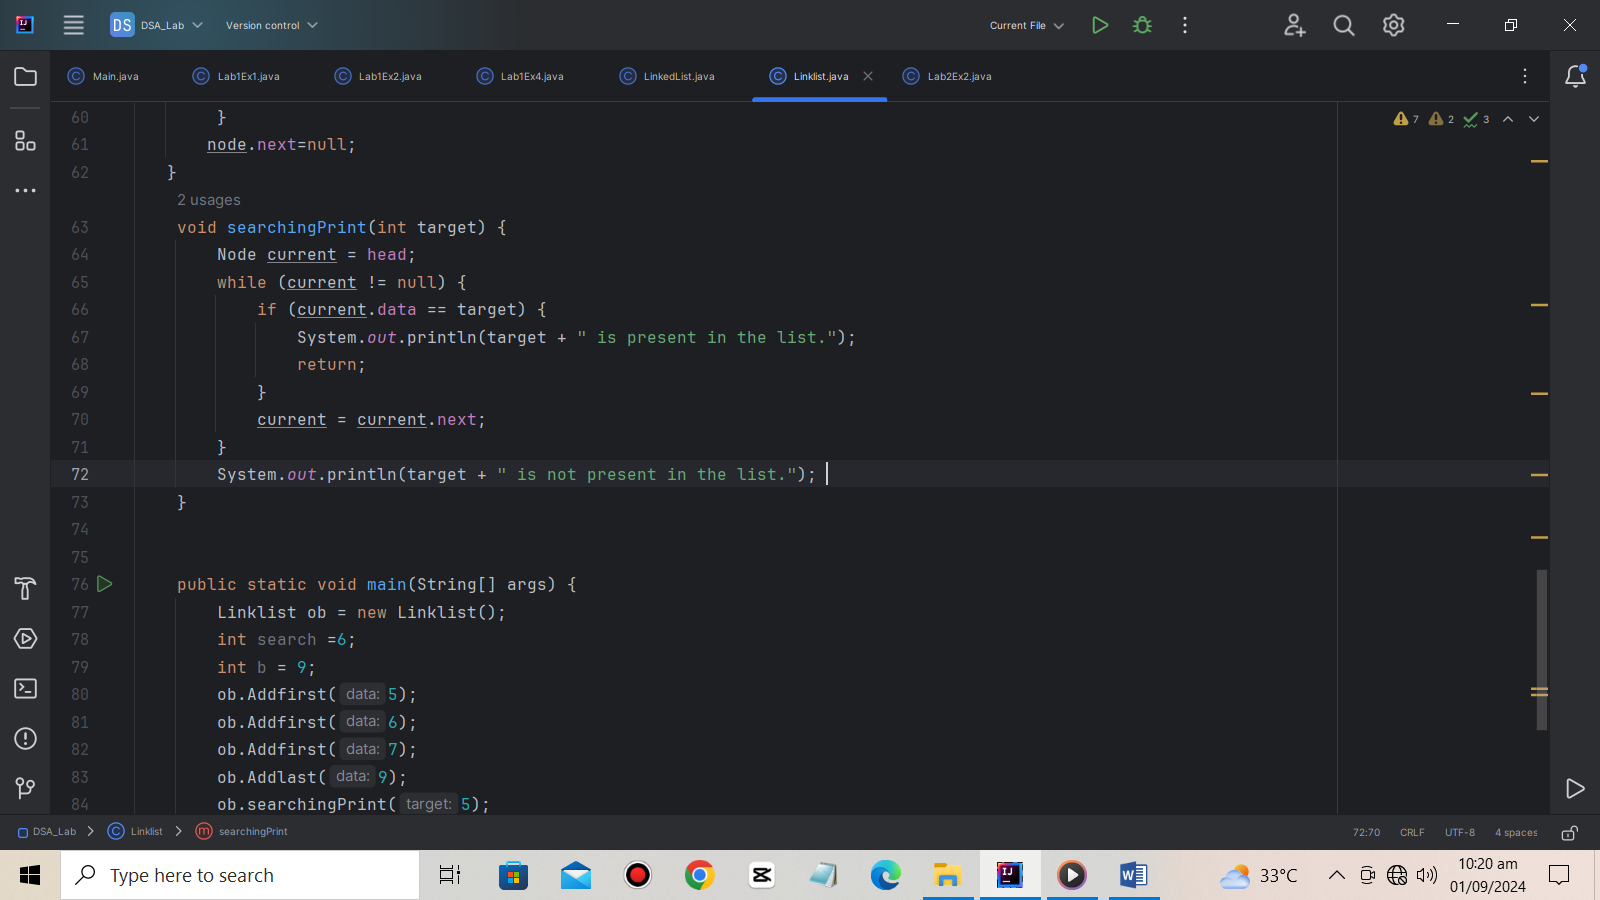 DS DSA_Lab Version control Current File
Main.java Lab1Ex1.java Lab1Ex2.java Lab1Ex4.java LinkedList.java Linklist.java Lab2Ex2.java
60 }
7 2 3
61 node.next=null;
62 }
2 usages
63 void searchingPrint(int target) {
64 Node current = head;
65 while (current != null) {
66 if (current.data == target) {
67 System.out.println(target + " is present in the list.");
68 return;
69 }
70 current = current.next;
71 }
72 System.out.println(target + " is not present in the list.");
73 }
74
75
76 public static void main(String[] args) {
77 Linklist ob = new Linklist();
78 int search =6;
79 int b = 9;
80 ob.Addfirst( data: 5);
81 ob.Addfirst( data: 6);
82 ob.Addfirst( data: 7);
83 ob.Addlast( data: 9);
84 ob.searchingPrint( target: 5);
DSA_Lab > Linklist > searchingPrint 72:70 CRLF UTF-8 4 spaces
Type here to search 33°C 10:20 am
01/09/2024